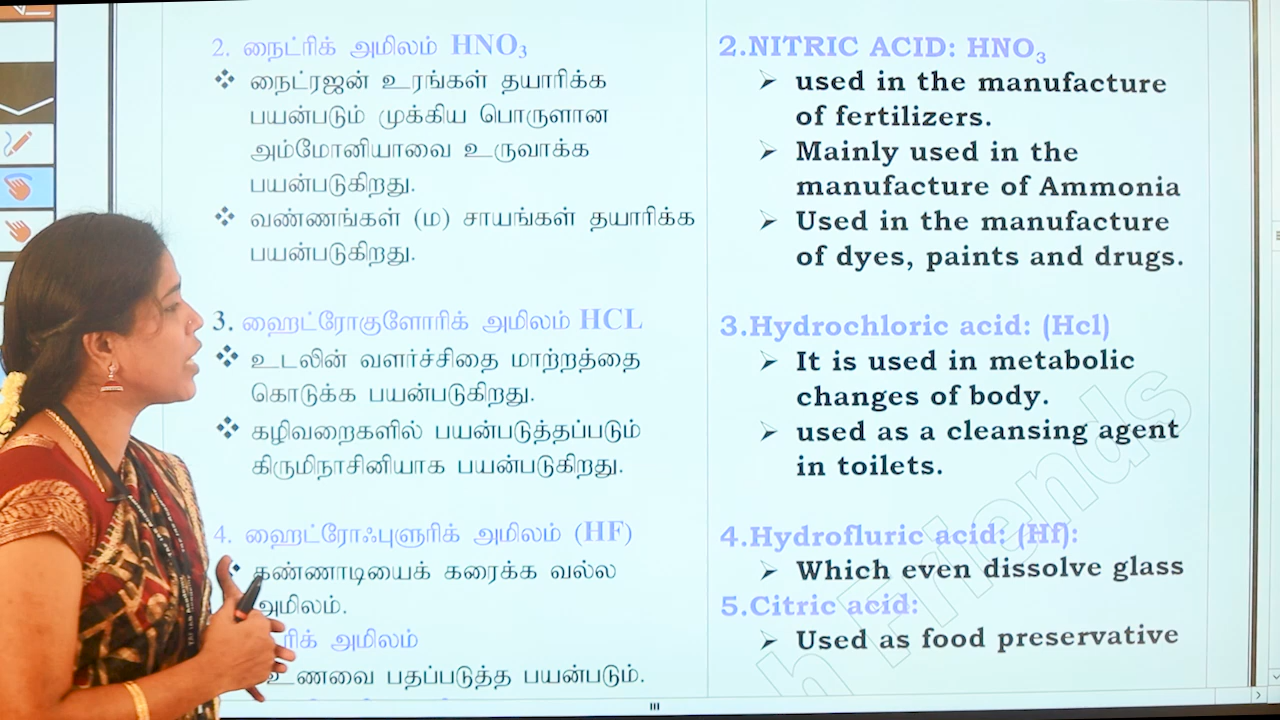 2. நைட்ரிக் அமிலம் HNO₃
❖ நைட்ரஜன் உரங்கள் தயாரிக்க
பயன்படும் முக்கிய பொருளான
அம்மோனியாவை உருவாக்க
பயன்படுகிறது.
❖ வண்ணங்கள் (ம) சாயங்கள் தயாரிக்க
பயன்படுகிறது.
3. ஹைட்ரோகுளோரிக் அமிலம் HCL
❖ உடலின் வளர்ச்சிதை மாற்றத்தை
கொடுக்க பயன்படுகிறது.
❖ கழிவறைகளில் பயன்படுத்தப்படும்
கிருமிநாசினியாக பயன்படுகிறது.
4. ஹைட்ரோஃபுளுரிக் அமிலம் (HF)
கண்ணாடியைக் கரைக்க வல்ல
அமிலம்.
அமிலம்
உணவை பதப்படுத்த பயன்படும்.
2.NITRIC ACID: HNO₃
➢ used in the manufacture
of fertilizers.
➢ Mainly used in the
manufacture of Ammonia
➢ Used in the manufacture
of dyes, paints and drugs.
3.Hydrochloric acid: (Hcl)
➢ It is used in metabolic
changes of body.
➢ used as a cleansing agent
in toilets.
4.Hydrofluric acid: (Hf):
➢ Which even dissolve glass
5.Citric acid:
➢ Used as food preservative
Friends